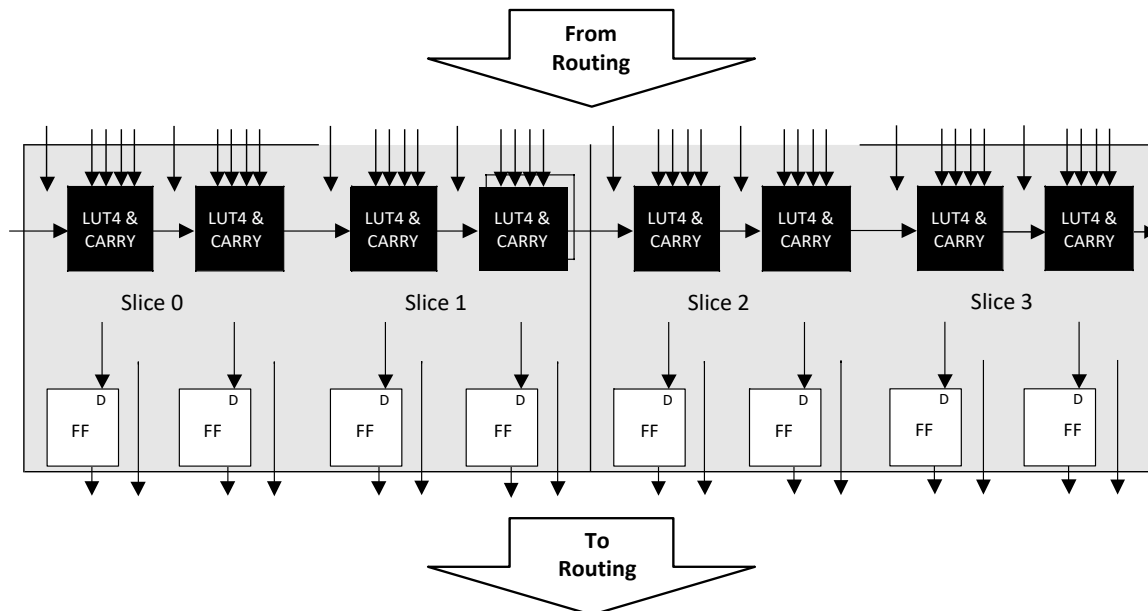 From
Routing
LUT4 &
CARRY
LUT4 &
CARRY
LUT4 &
CARRY
LUT4 &
CARRY
LUT4 &
CARRY
LUT4 &
CARRY
LUT4 &
CARRY
LUT4 &
CARRY
Slice 0
Slice 1
Slice 2
Slice 3
D
FF
D
FF
D
FF
D
FF
D
FF
D
FF
D
FF
D
FF
To
Routing